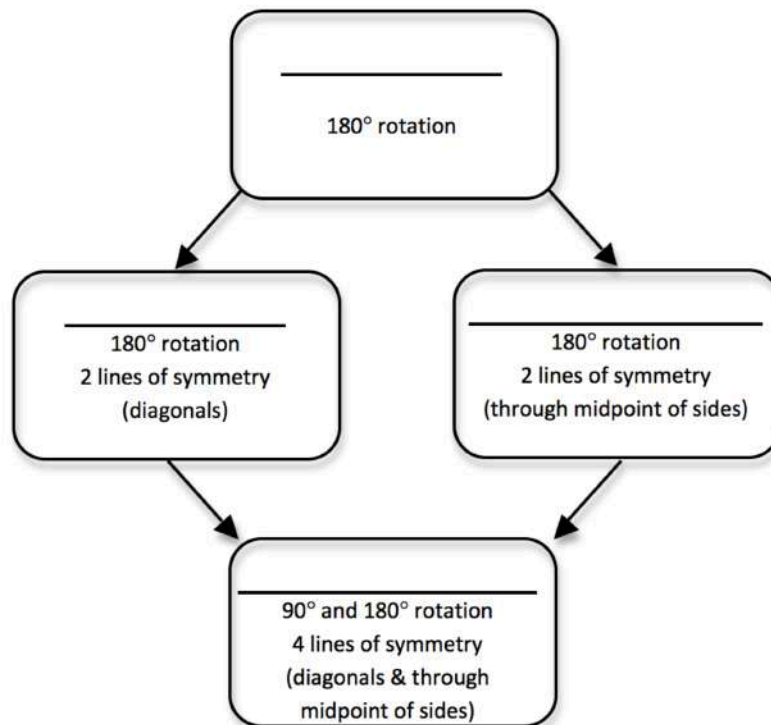 180° rotation
180° rotation
2 lines of symmetry
(diagonals)
180° rotation
2 lines of symmetry
(through midpoint of sides)
90° and 180° rotation
4 lines of symmetry
(diagonals & through
midpoint of sides)